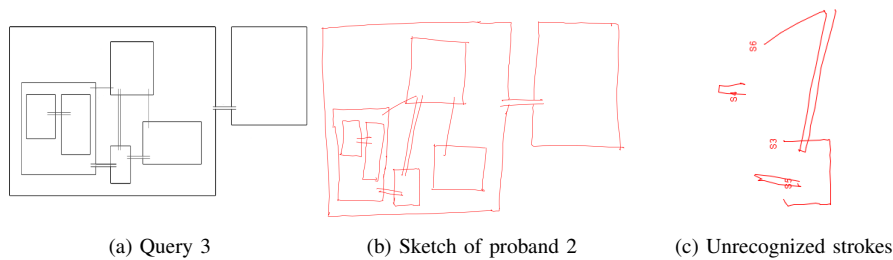 S6
S4
S3
S5
(a) Query 3
(b) Sketch of proband 2
(c) Unrecognized strokes